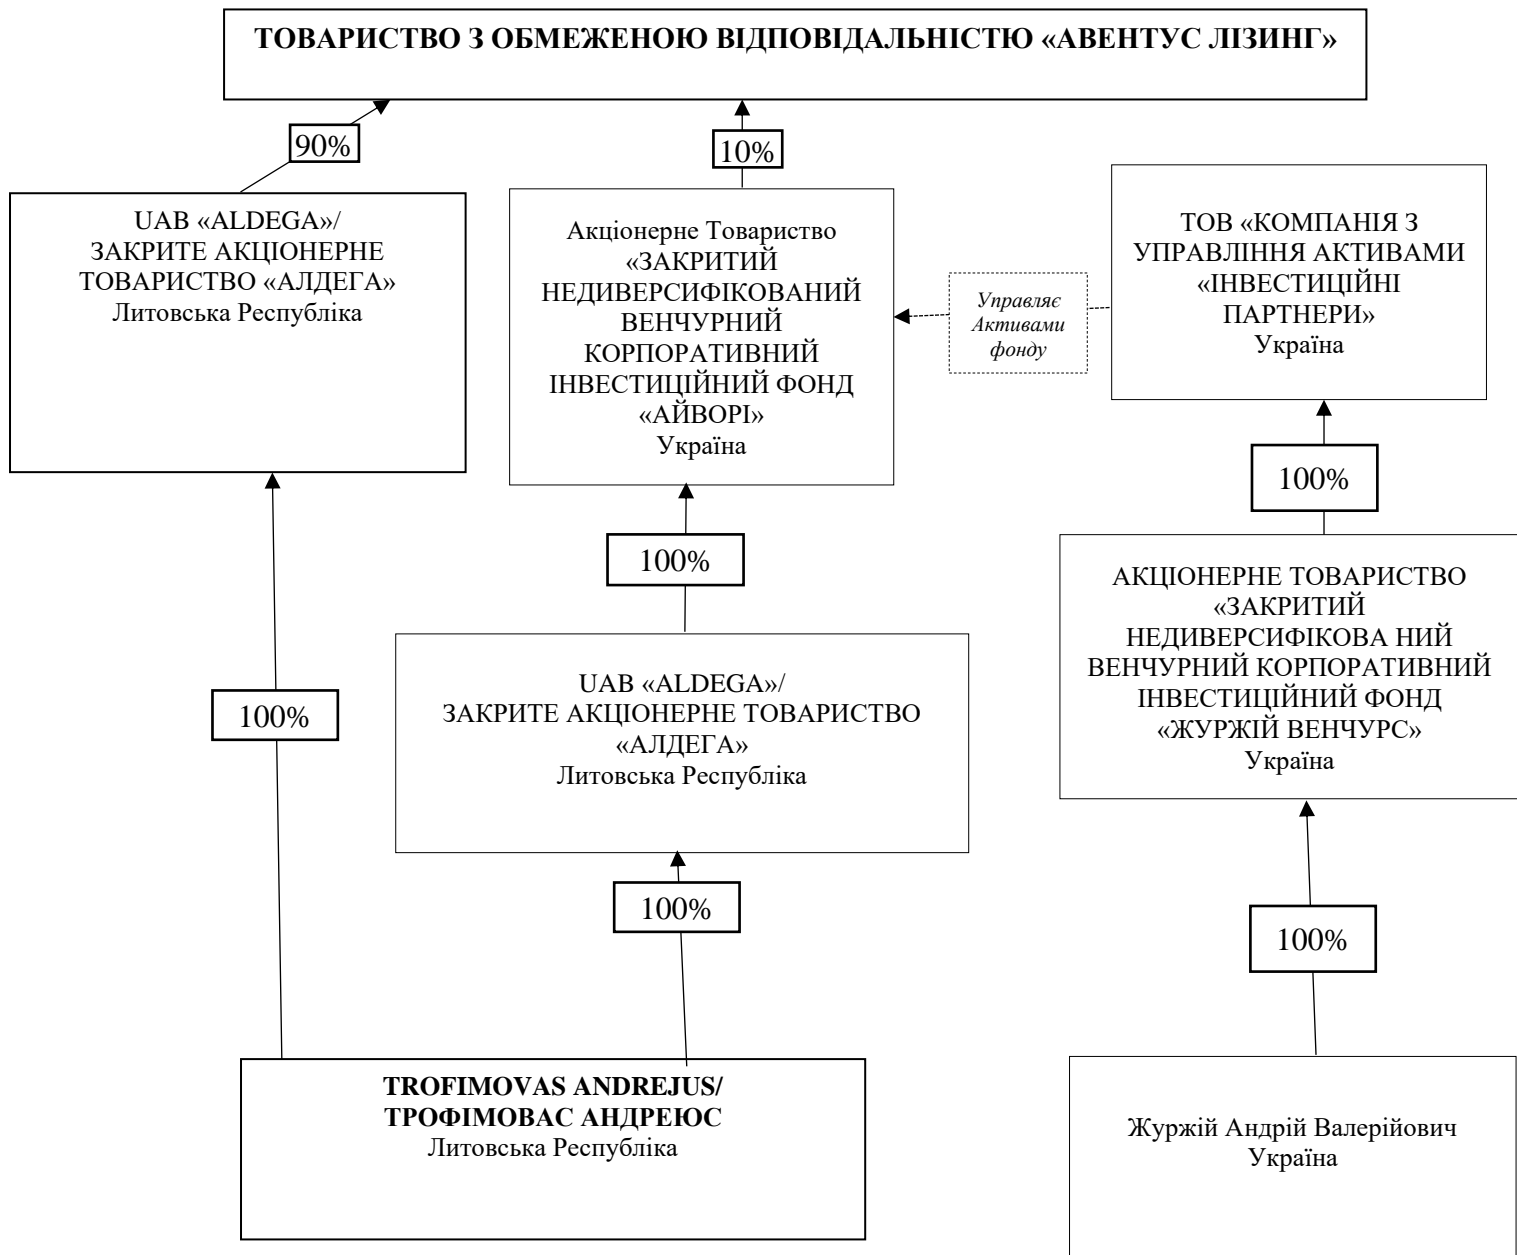 ТОВАРИСТВО З ОБМЕЖЕНОЮ ВІДПОВІДАЛЬНІСТЮ «АВЕНТУС ЛІЗИНГ»
90%
10%
UAB «ALDEGA»/
ЗАКРИТЕ АКЦІОНЕРНЕ
ТОВАРИСТВО «АЛДЕГА»
Литовська Республіка
Акціонерне Товариство
«ЗАКРИТИЙ
НЕДИВЕРСИФІКОВАНИЙ
ВЕНЧУРНИЙ
КОРПОРАТИВНИЙ
ІНВЕСТИЦІЙНИЙ ФОНД
«АЙВОРІ»
Україна
Управляє
Активами
фонду
ТОВ «КОМПАНІЯ З
УПРАВЛІННЯ АКТИВАМИ
«ІНВЕСТИЦІЙНІ
ПАРТНЕРИ»
Україна
100%
100%
UAB «ALDEGA»/
ЗАКРИТЕ АКЦІОНЕРНЕ ТОВАРИСТВО
«АЛДЕГА»
Литовська Республіка
АКЦІОНЕРНЕ ТОВАРИСТВО
«ЗАКРИТИЙ
НЕДИВЕРСИФІКОВА НИЙ
ВЕНЧУРНИЙ КОРПОРАТИВНИЙ
ІНВЕСТИЦІЙНИЙ ФОНД
«ЖУРЖІЙ ВЕНЧУРС»
Україна
100%
100%
100%
TROFIMOVAS ANDREJUS/
ТРОФІМОВАС АНДРЕЮС
Литовська Республіка
Журжій Андрій Валерійович
Україна